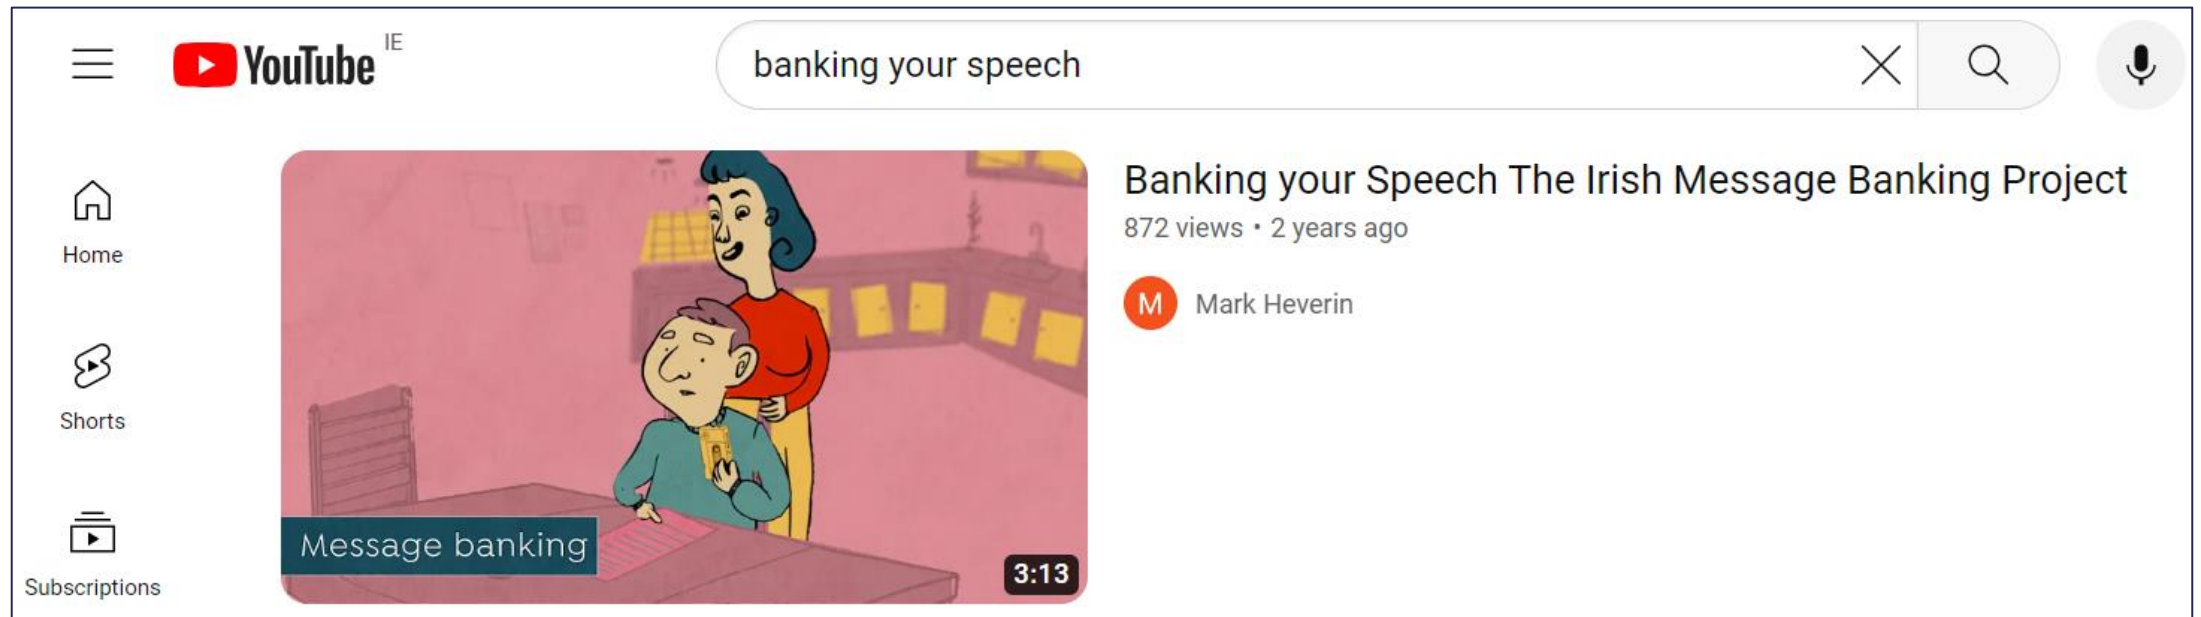 YouTube IE
banking your speech
Banking your Speech The Irish Message Banking Project
872 views • 2 years ago
M Mark Heverin
Home
Shorts
Subscriptions
Message banking
3:13